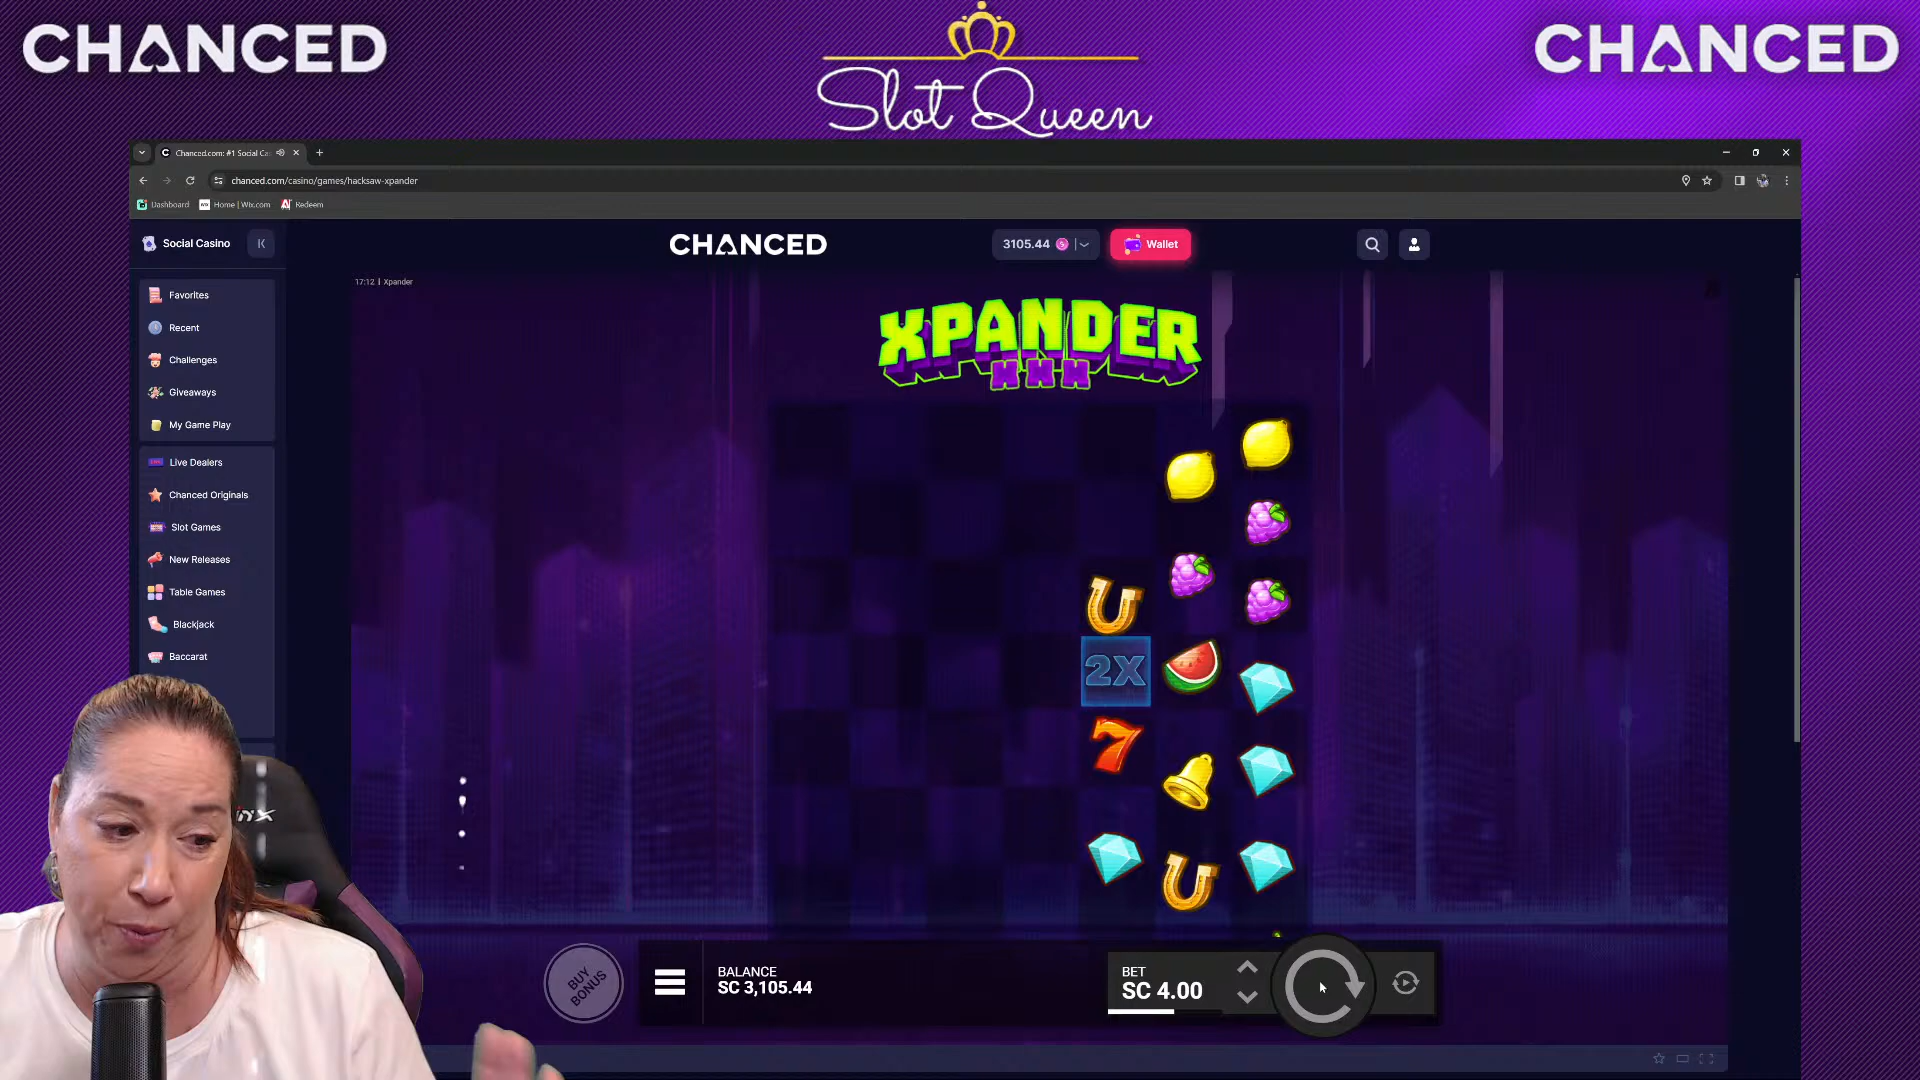 CHANCED
Slot Queen
CHANCED
Chanced.com: #1 Social Ca
chanced.com/casino/games/hacksaw-xpander
Dashboard
Home | Wix.com
Redeem
Social Casino
CHANCED
3105.44
Wallet
17:12 | Xpander
Favorites
Recent
Challenges
Giveaways
My Game Play
Live Dealers
Chanced Originals
Slot Games
New Releases
Table Games
Blackjack
Baccarat
XPANDER
XXX
2X
7
BUY
BONUS
BALANCE
SC 3,105.44
BET
SC 4.00